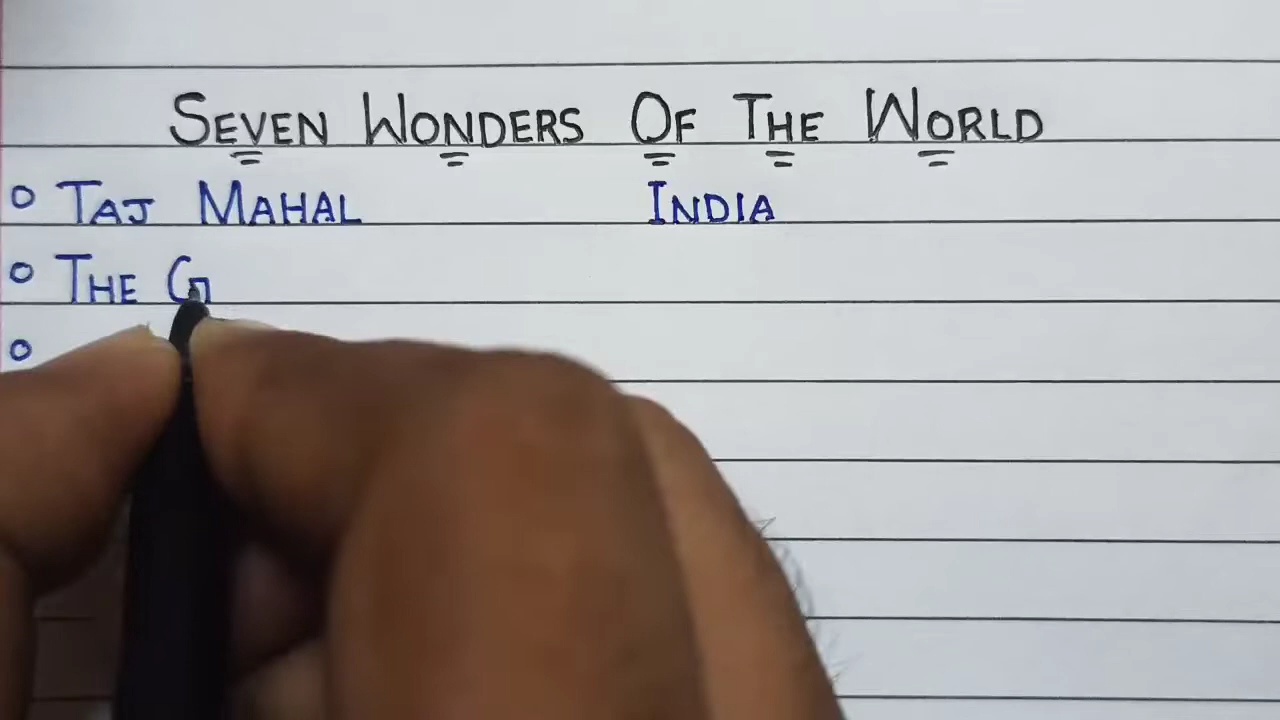 SEVEN WONDERS OF THE WORLD
TAJ MAHAL INDIA
THE G